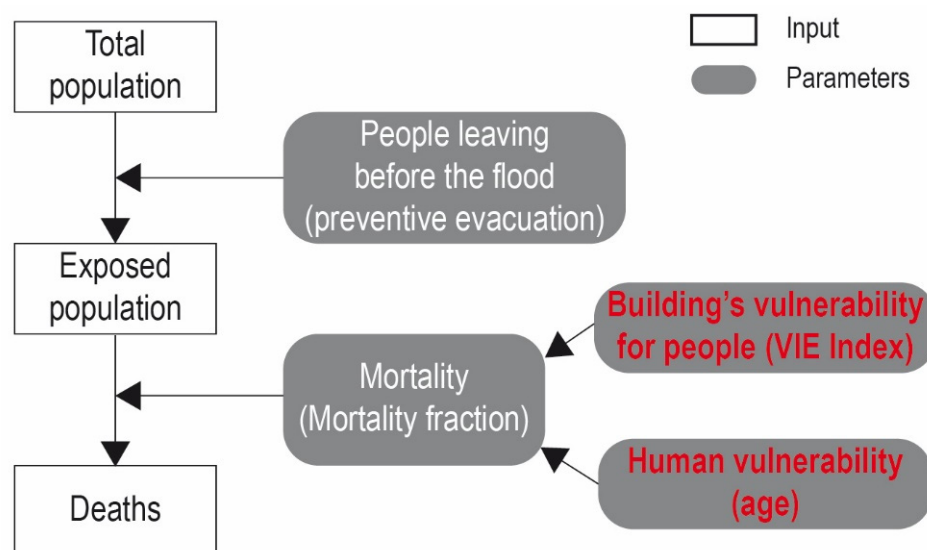 Total
population
Input
Parameters
People leaving
before the flood
(preventive evacuation)
Exposed
population
Building's vulnerability
for people (VIE Index)
Mortality
(Mortality fraction)
Human vulnerability
(age)
Deaths